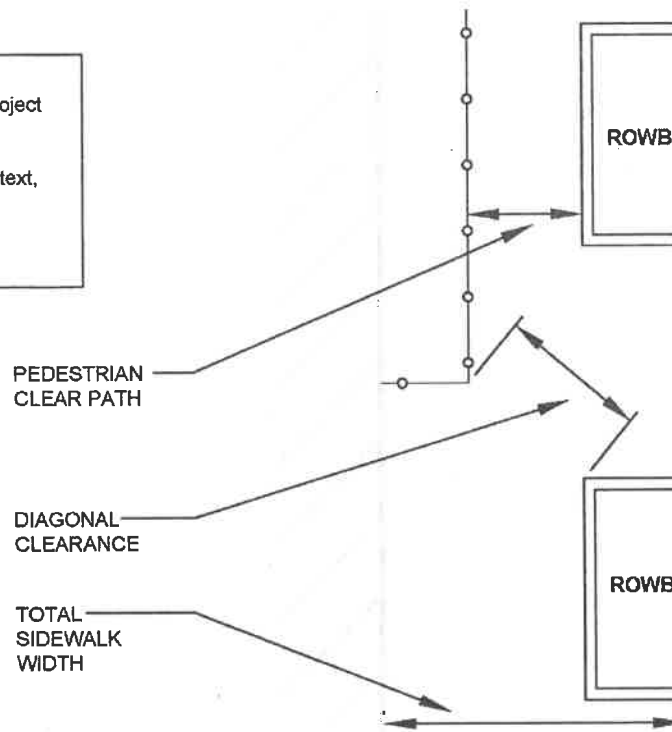 oject
text,
ROWB
PEDESTRIAN
CLEAR PATH
DIAGONAL
CLEARANCE
ROWB
TOTAL
SIDEWALK
WIDTH